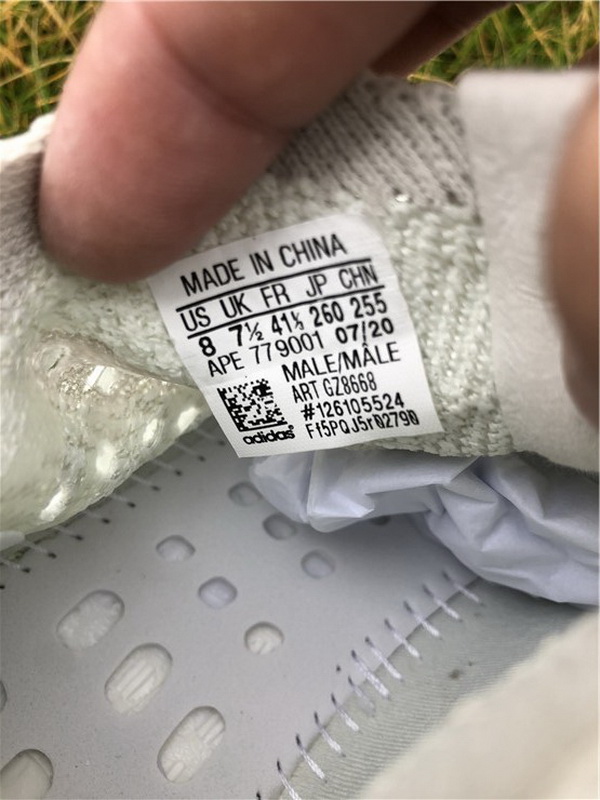 MADE IN CHINA
US UK FR JP CHN
8 7½ 41⅓ 260 255
APE 779001 07/20
MALE/MÂLE
ART GZ8668
#126105524
Ff5PQJ5r02790
adidas®